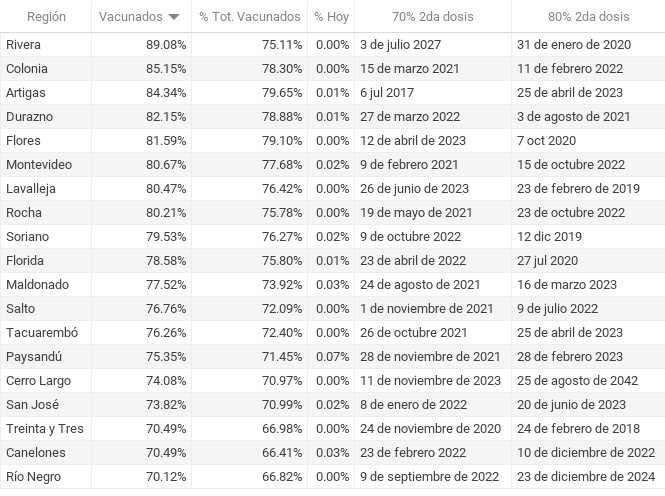 Región Vacunados % Tot. Vacunados % Hoy 70% 2da dosis 80% 2da dosis
Rivera 89.08% 75.11% 0.00% 3 de julio 2027 31 de enero de 2020
Colonia 85.15% 78.30% 0.00% 15 de marzo 2021 11 de febrero 2022
Artigas 84.34% 79.65% 0.01% 6 jul 2017 25 de abril de 2023
Durazno 82.15% 78.88% 0.01% 27 de marzo 2022 3 de agosto de 2021
Flores 81.59% 79.10% 0.00% 12 de abril de 2023 7 oct 2020
Montevideo 80.67% 77.68% 0.02% 9 de febrero 2021 15 de octubre 2022
Lavalleja 80.47% 76.42% 0.00% 26 de junio de 2023 23 de febrero de 2019
Rocha 80.21% 75.78% 0.00% 19 de mayo de 2021 23 de octubre 2022
Soriano 79.53% 76.27% 0.02% 9 de octubre 2022 12 dic 2019
Florida 78.58% 75.80% 0.01% 23 de abril de 2022 27 jul 2020
Maldonado 77.52% 73.92% 0.03% 24 de agosto de 2021 16 de marzo 2023
Salto 76.76% 72.09% 0.00% 1 de noviembre de 2021 9 de julio 2022
Tacuarembó 76.26% 72.40% 0.00% 26 de octubre 2021 25 de abril de 2023
Paysandú 75.35% 71.45% 0.07% 28 de noviembre de 2021 28 de febrero 2023
Cerro Largo 74.08% 70.97% 0.00% 11 de noviembre de 2023 25 de agosto de 2042
San José 73.82% 70.99% 0.02% 8 de enero de 2022 20 de junio de 2023
Treinta y Tres 70.49% 66.98% 0.00% 24 de noviembre de 2020 24 de febrero de 2018
Canelones 70.49% 66.41% 0.03% 23 de febrero 2022 10 de diciembre de 2022
Río Negro 70.12% 66.82% 0.00% 9 de septiembre de 2022 23 de diciembre de 2024